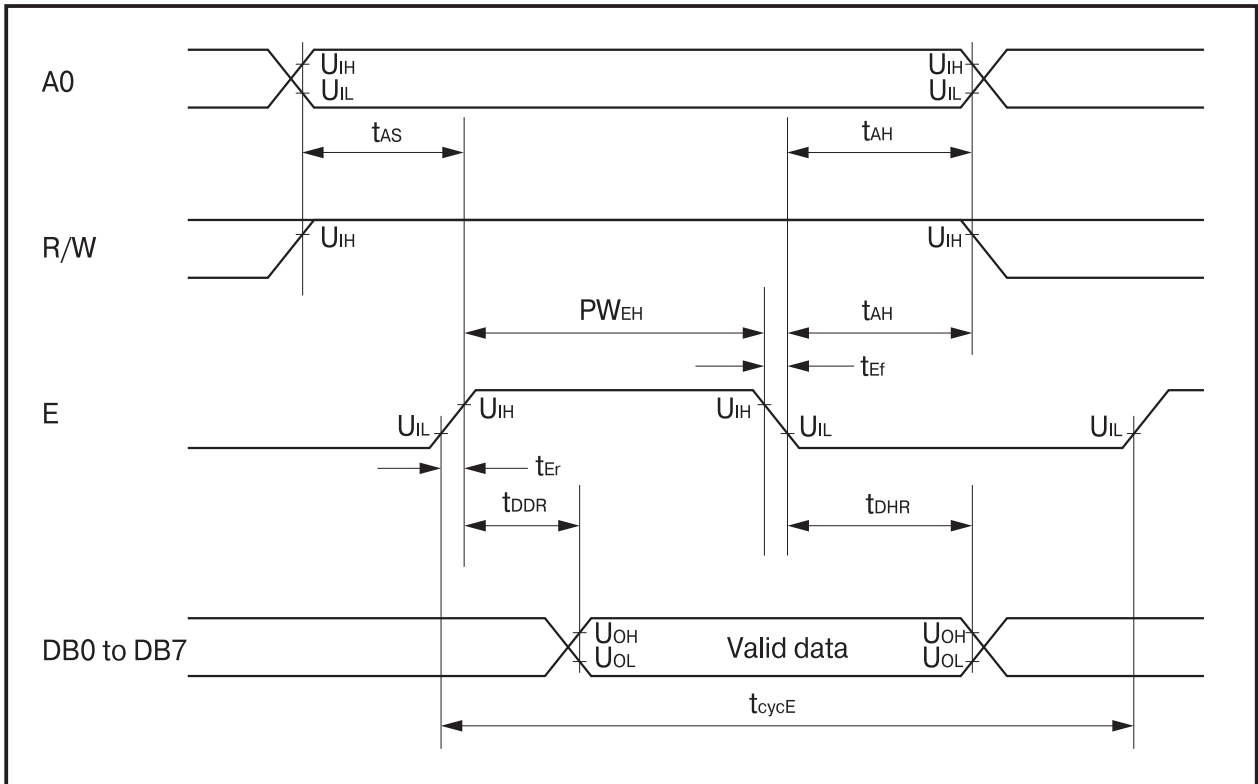 A0
UIH
UIL
UIH
UIL
tAS
tAH
R/W
UIH
UIH
PWEH
tAH
tEf
E
UIL
UIH
UIH
UIL
UIL
tEr
tDDR
tDHR
DB0 to DB7
UOH
UOL
Valid data
UOH
UOL
tcycE